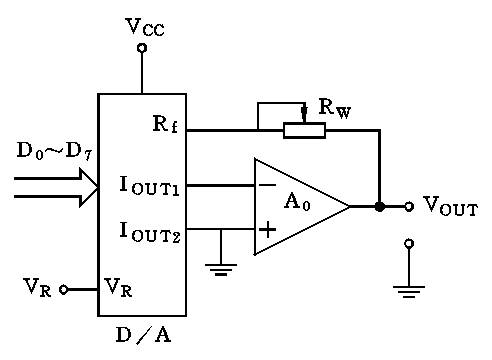 V_CC
R_f
R_W
D_0~D_7
I_OUT1
−
A_0
V_OUT
I_OUT2
+
V_R
V_R
D/A